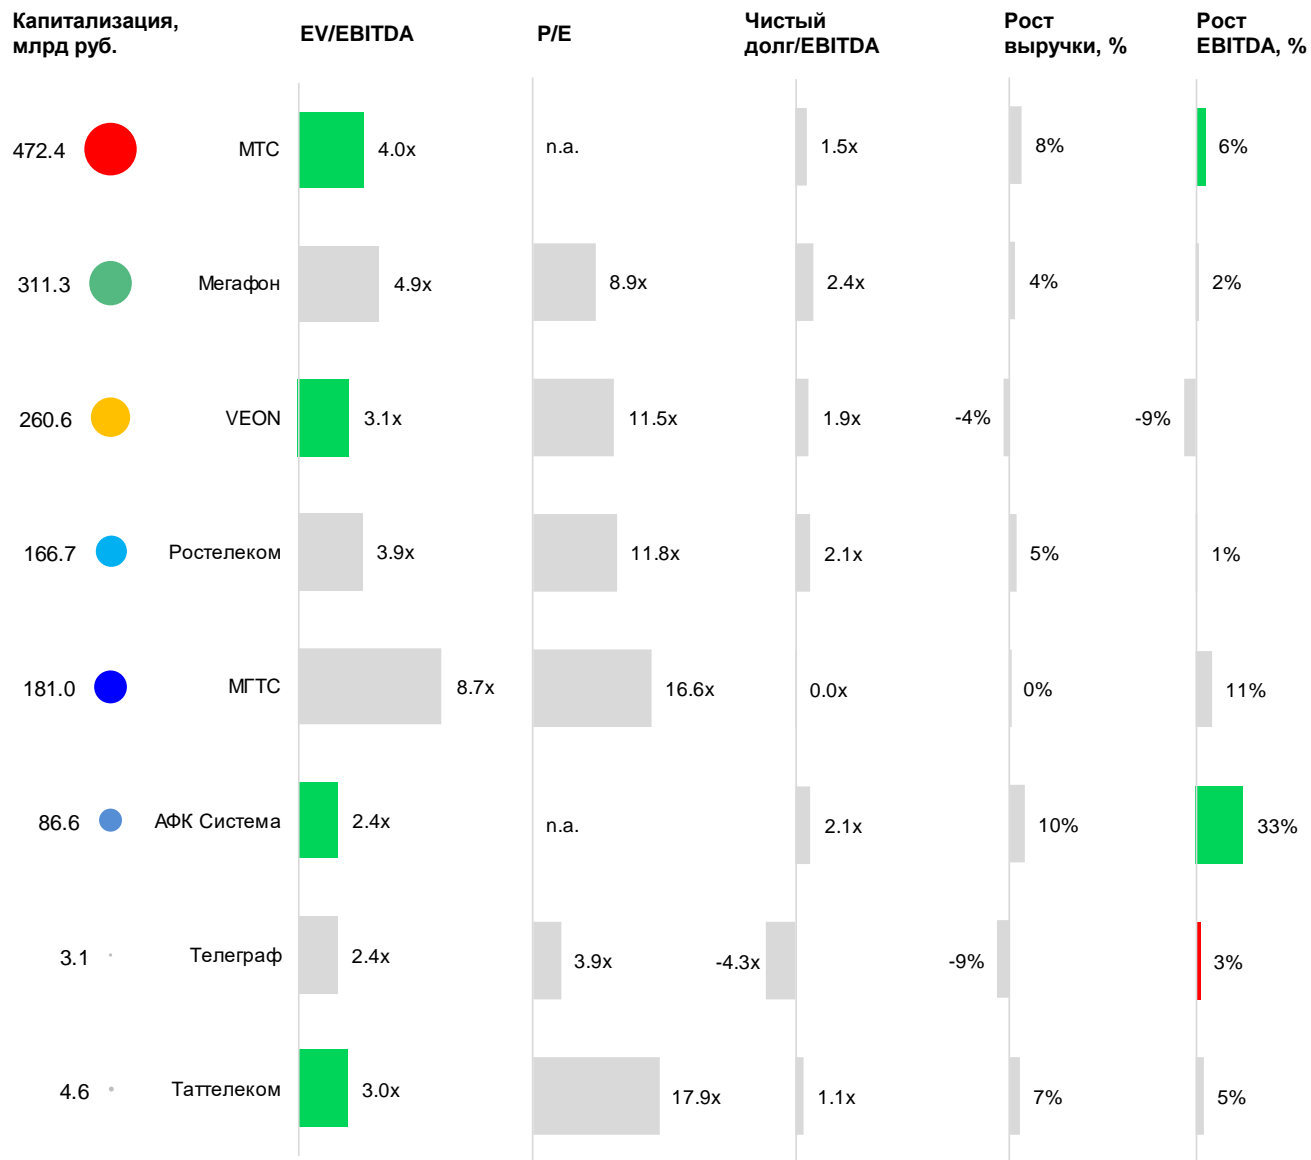 Капитализация, млрд руб.
EV/EBITDA
P/E
Чистый долг/EBITDA
Рост выручки, %
Рост EBITDA, %
472.4 МТС 4.0x n.a. 1.5x 8% 6%
311.3 Мегафон 4.9x 8.9x 2.4x 4% 2%
260.6 VEON 3.1x 11.5x 1.9x -4% -9%
166.7 Ростелеком 3.9x 11.8x 2.1x 5% 1%
181.0 МГТС 8.7x 16.6x 0.0x 0% 11%
86.6 АФК Система 2.4x n.a. 2.1x 10% 33%
3.1 Телеграф 2.4x 3.9x -4.3x -9% 3%
4.6 Таттелеком 3.0x 17.9x 1.1x 7% 5%